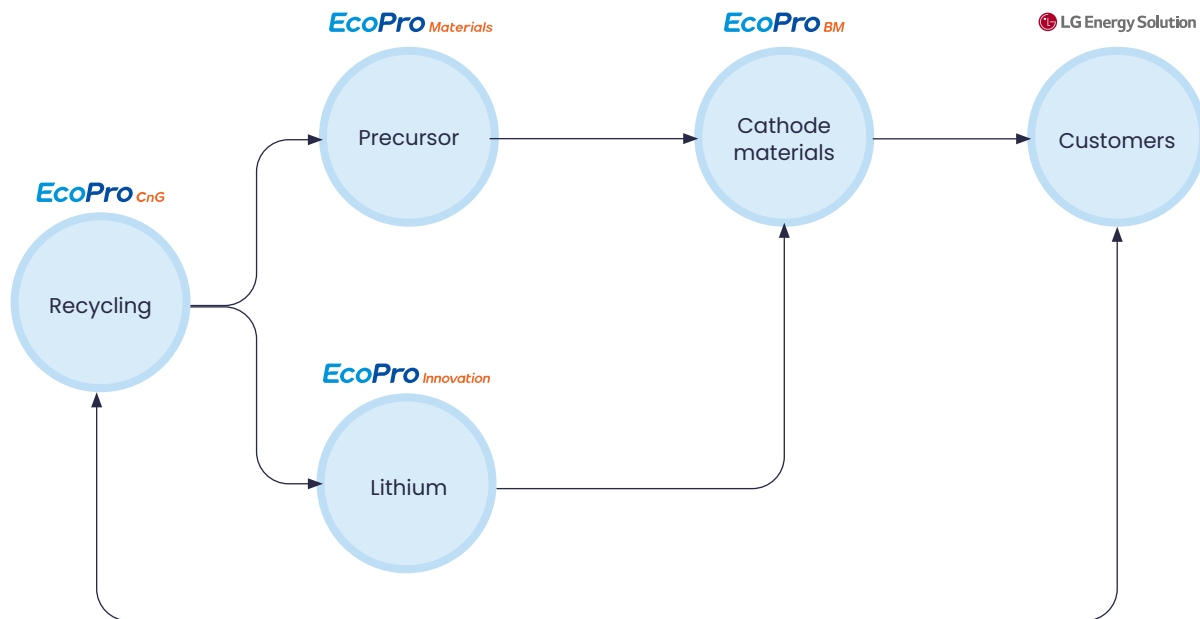 EcoPro Materials
EcoPro BM
LG Energy Solution
Precursor
Cathode
materials
Customers
EcoPro CnG
Recycling
EcoPro Innovation
Lithium